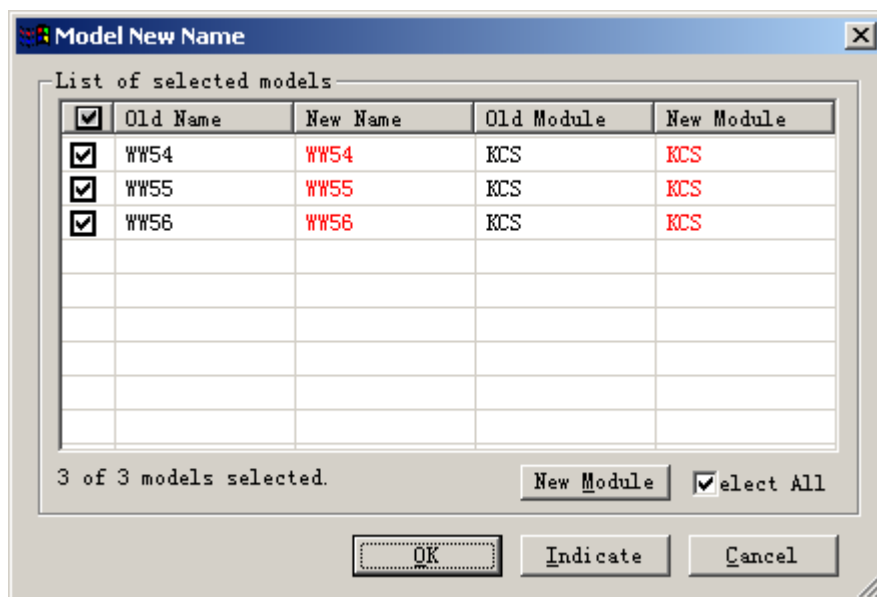 Model New Name
List of selected models
Old Name New Name Old Module New Module
WW54 WW54 KCS KCS
WW55 WW55 KCS KCS
WW56 WW56 KCS KCS
3 of 3 models selected. New Module elect All
OK Indicate Cancel